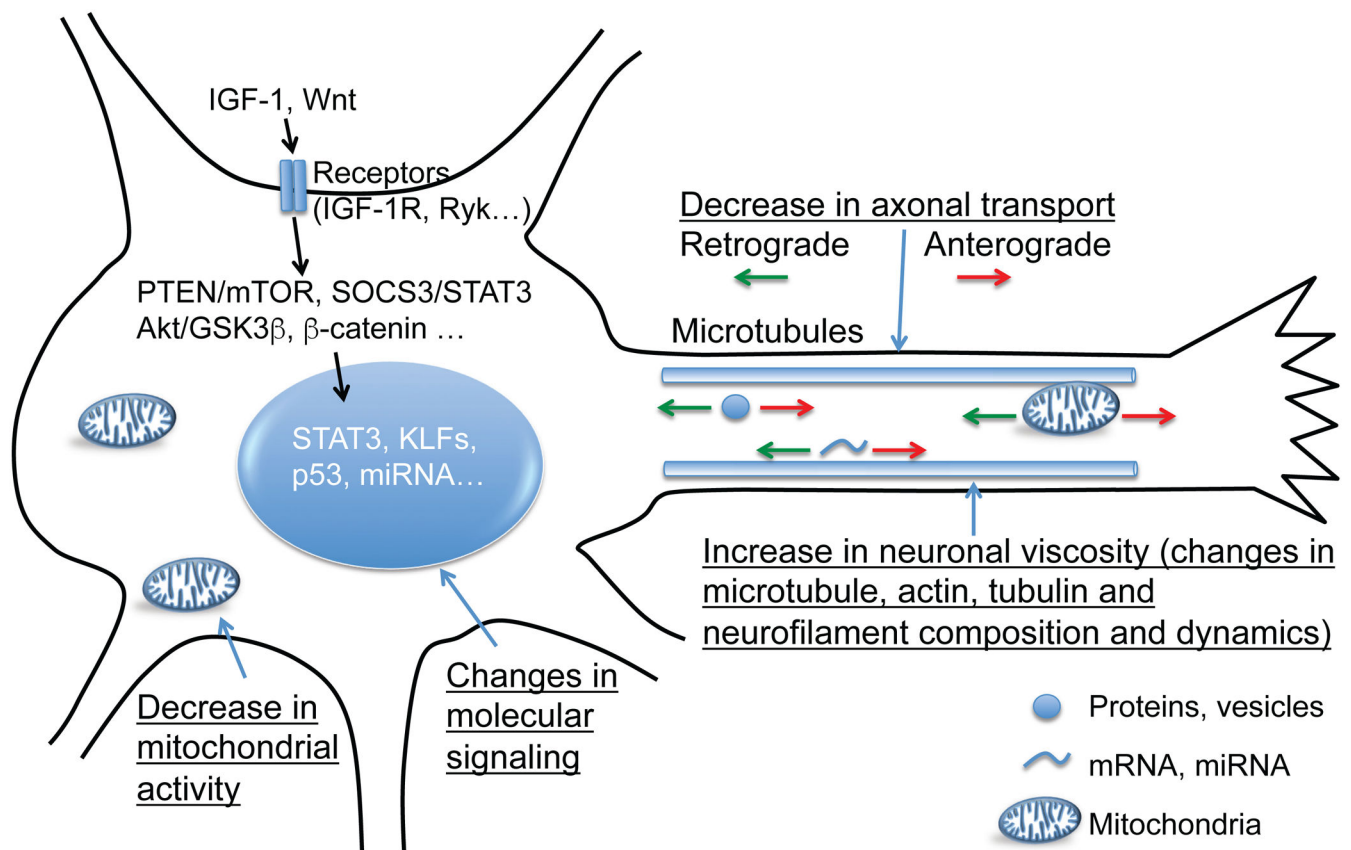 IGF-1, Wnt
Receptors
(IGF-1R, Ryk…)
PTEN/mTOR, SOCS3/STAT3
Akt/GSK3β, β-catenin …
STAT3, KLFs,
p53, miRNA…
Decrease in axonal transport
Retrograde
Anterograde
Microtubules
Increase in neuronal viscosity (changes in
microtubule, actin, tubulin and
neurofilament composition and dynamics)
Decrease in
mitochondrial
activity
Changes in
molecular
signaling
Proteins, vesicles
mRNA, miRNA
Mitochondria